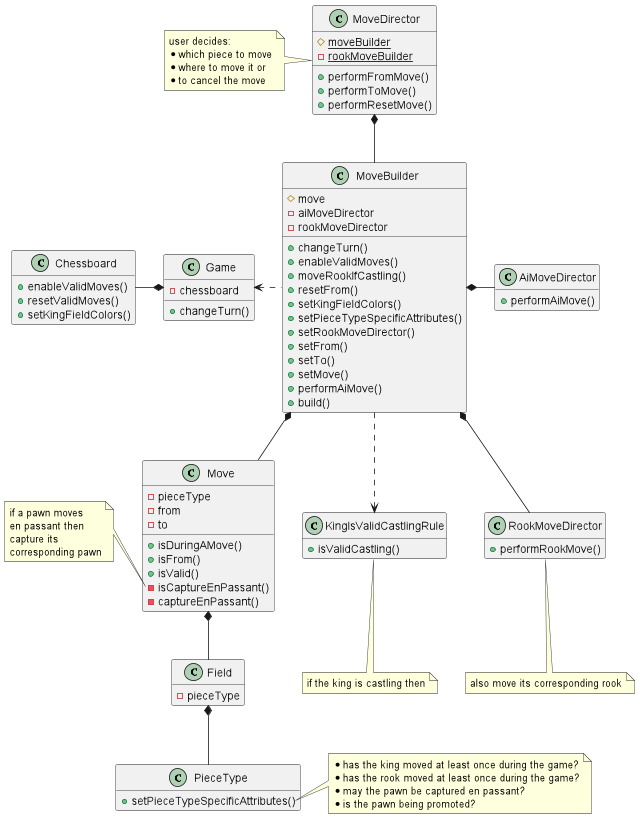 C MoveDirector
moveBuilder
rookMoveBuilder
performFromMove()
performToMove()
performResetMove()
user decides:
• which piece to move
• where to move it or
• to cancel the move
C MoveBuilder
move
aiMoveDirector
rookMoveDirector
changeTurn()
enableValidMoves()
moveRookIfCastling()
resetFrom()
setKingFieldColors()
setPieceTypeSpecificAttributes()
setRookMoveDirector()
setFrom()
setTo()
setMove()
performAiMove()
build()
C Chessboard
enableValidMoves()
resetValidMoves()
setKingFieldColors()
C Game
chessboard
changeTurn()
C AiMoveDirector
performAiMove()
C Move
pieceType
from
to
isDuringAMove()
isFrom()
isValid()
isCaptureEnPassant()
captureEnPassant()
if a pawn moves
en passant then
capture its
corresponding pawn
C KingIsValidCastlingRule
isValidCastling()
C RookMoveDirector
performRookMove()
C Field
pieceType
if the king is castling then
also move its corresponding rook
C PieceType
setPieceTypeSpecificAttributes()
• has the king moved at least once during the game?
• has the rook moved at least once during the game?
• may the pawn be captured en passant?
• is the pawn being promoted?